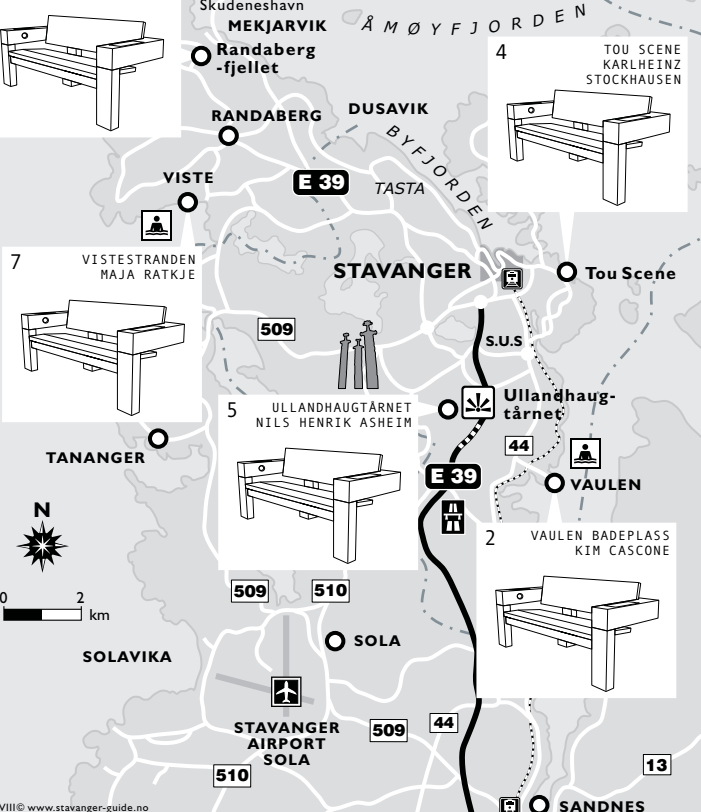 Skudeneshavn
MEKJARVIK
ÅMØYFJORDEN
Randaberg
-fjellet
4
TOU SCENE
KARLHEINZ
STOCKHAUSEN
RANDABERG
DUSAVIK
BYFJORDEN
VISTE
E 39
TASTA
7
VISTESTRANDEN
MAJA RATKJE
STAVANGER
Tou Scene
509
S.U.S
5
ULLANDHAUGTÅRNET
NILS HENRIK ASHEIM
Ullandhaug-
tårnet
44
TANANGER
E 39
VAULEN
N
2
VAULEN BADEPLASS
KIM CASCONE
0 2
km
509
510
SOLA
SOLAVIKA
STAVANGER
AIRPORT
SOLA
509
44
510
13
VIII© www.stavanger-guide.no
SANDNES